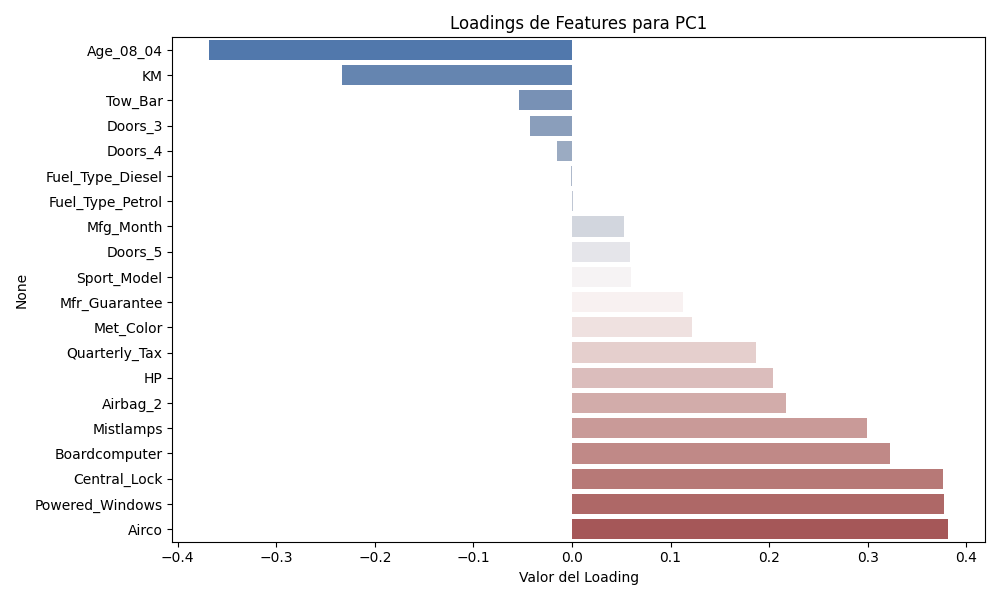 Loadings de Features para PC1
Age_08_04
KM
Tow_Bar
Doors_3
Doors_4
Fuel_Type_Diesel
Fuel_Type_Petrol
Mfg_Month
Doors_5
Sport_Model
Mfr_Guarantee
Met_Color
Quarterly_Tax
HP
Airbag_2
Mistlamps
Boardcomputer
Central_Lock
Powered_Windows
Airco
None
−0.4 −0.3 −0.2 −0.1 0.0 0.1 0.2 0.3 0.4
Valor del Loading